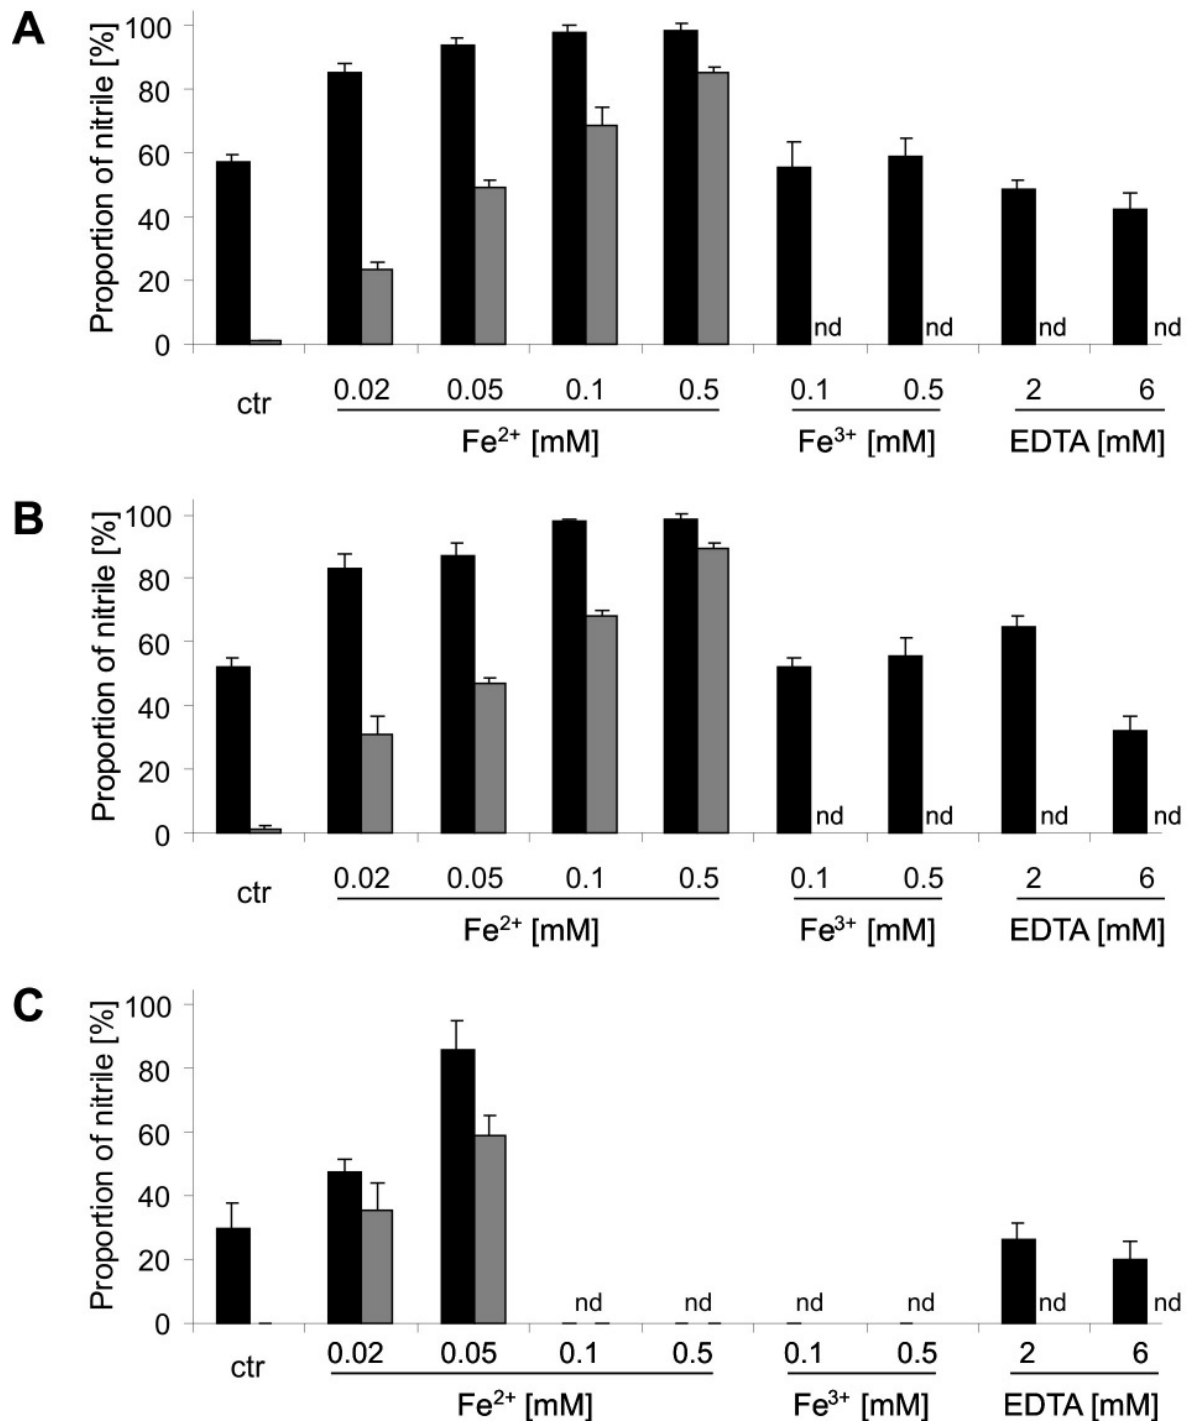 A
Proportion of nitrile [%]
100
80
60
40
20
0
nd nd nd nd
ctr 0.02 0.05 0.1 0.5 0.1 0.5 2 6
Fe²⁺ [mM] Fe³⁺ [mM] EDTA [mM]
B
Proportion of nitrile [%]
100
80
60
40
20
0
nd nd nd nd
ctr 0.02 0.05 0.1 0.5 0.1 0.5 2 6
Fe²⁺ [mM] Fe³⁺ [mM] EDTA [mM]
C
Proportion of nitrile [%]
100
80
60
40
20
0
nd nd nd nd nd nd
ctr 0.02 0.05 0.1 0.5 0.1 0.5 2 6
Fe²⁺ [mM] Fe³⁺ [mM] EDTA [mM]